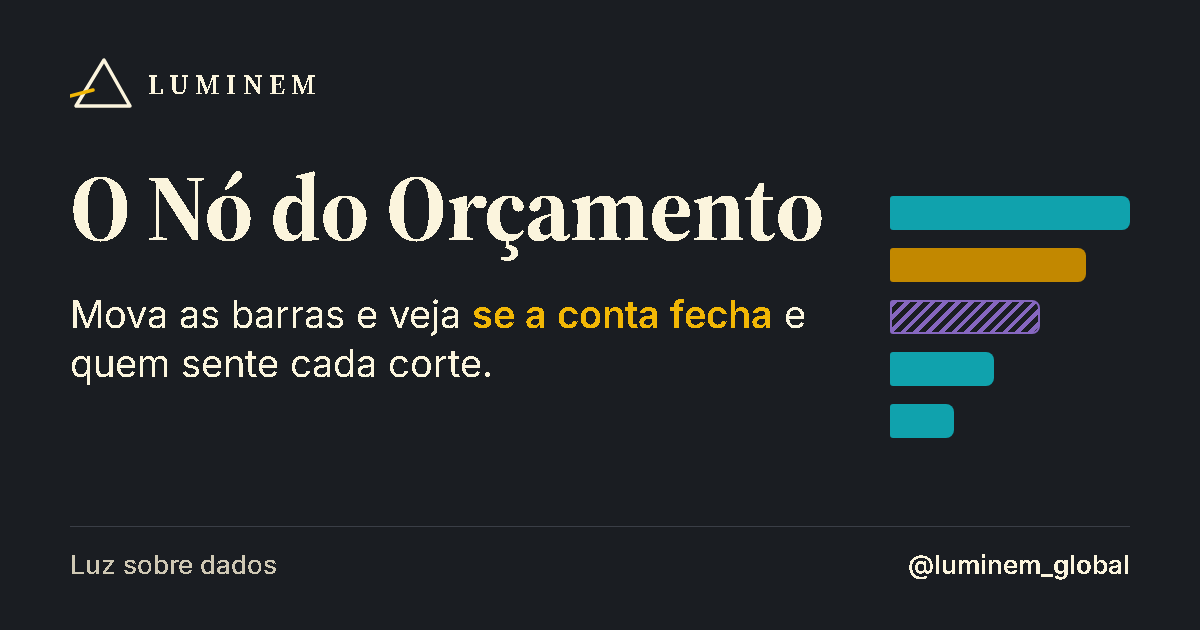 LUMINEM
O Nó do Orçamento
Mova as barras e veja se a conta fecha e
quem sente cada corte.
Luz sobre dados
@luminem_global